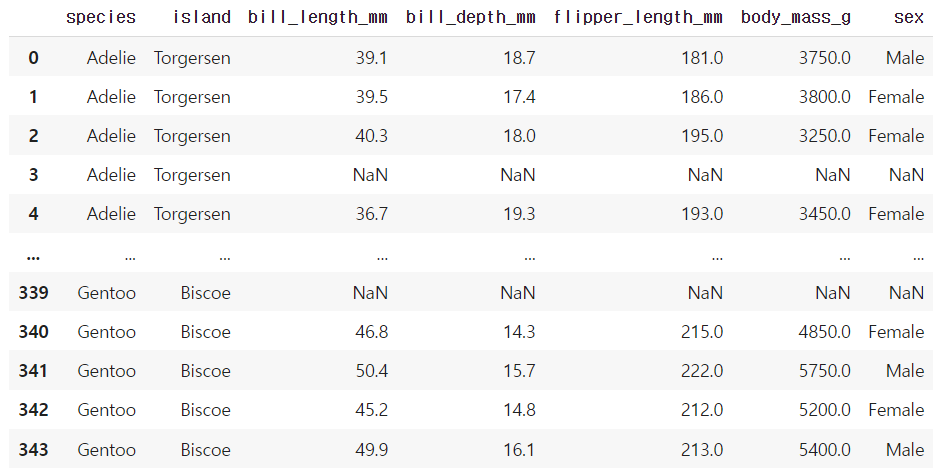 species island bill_length_mm bill_depth_mm flipper_length_mm body_mass_g sex
0 Adelie Torgersen 39.1 18.7 181.0 3750.0 Male
1 Adelie Torgersen 39.5 17.4 186.0 3800.0 Female
2 Adelie Torgersen 40.3 18.0 195.0 3250.0 Female
3 Adelie Torgersen NaN NaN NaN NaN NaN
4 Adelie Torgersen 36.7 19.3 193.0 3450.0 Female
... ... ... ... ... ... ... ...
339 Gentoo Biscoe NaN NaN NaN NaN NaN
340 Gentoo Biscoe 46.8 14.3 215.0 4850.0 Female
341 Gentoo Biscoe 50.4 15.7 222.0 5750.0 Male
342 Gentoo Biscoe 45.2 14.8 212.0 5200.0 Female
343 Gentoo Biscoe 49.9 16.1 213.0 5400.0 Male